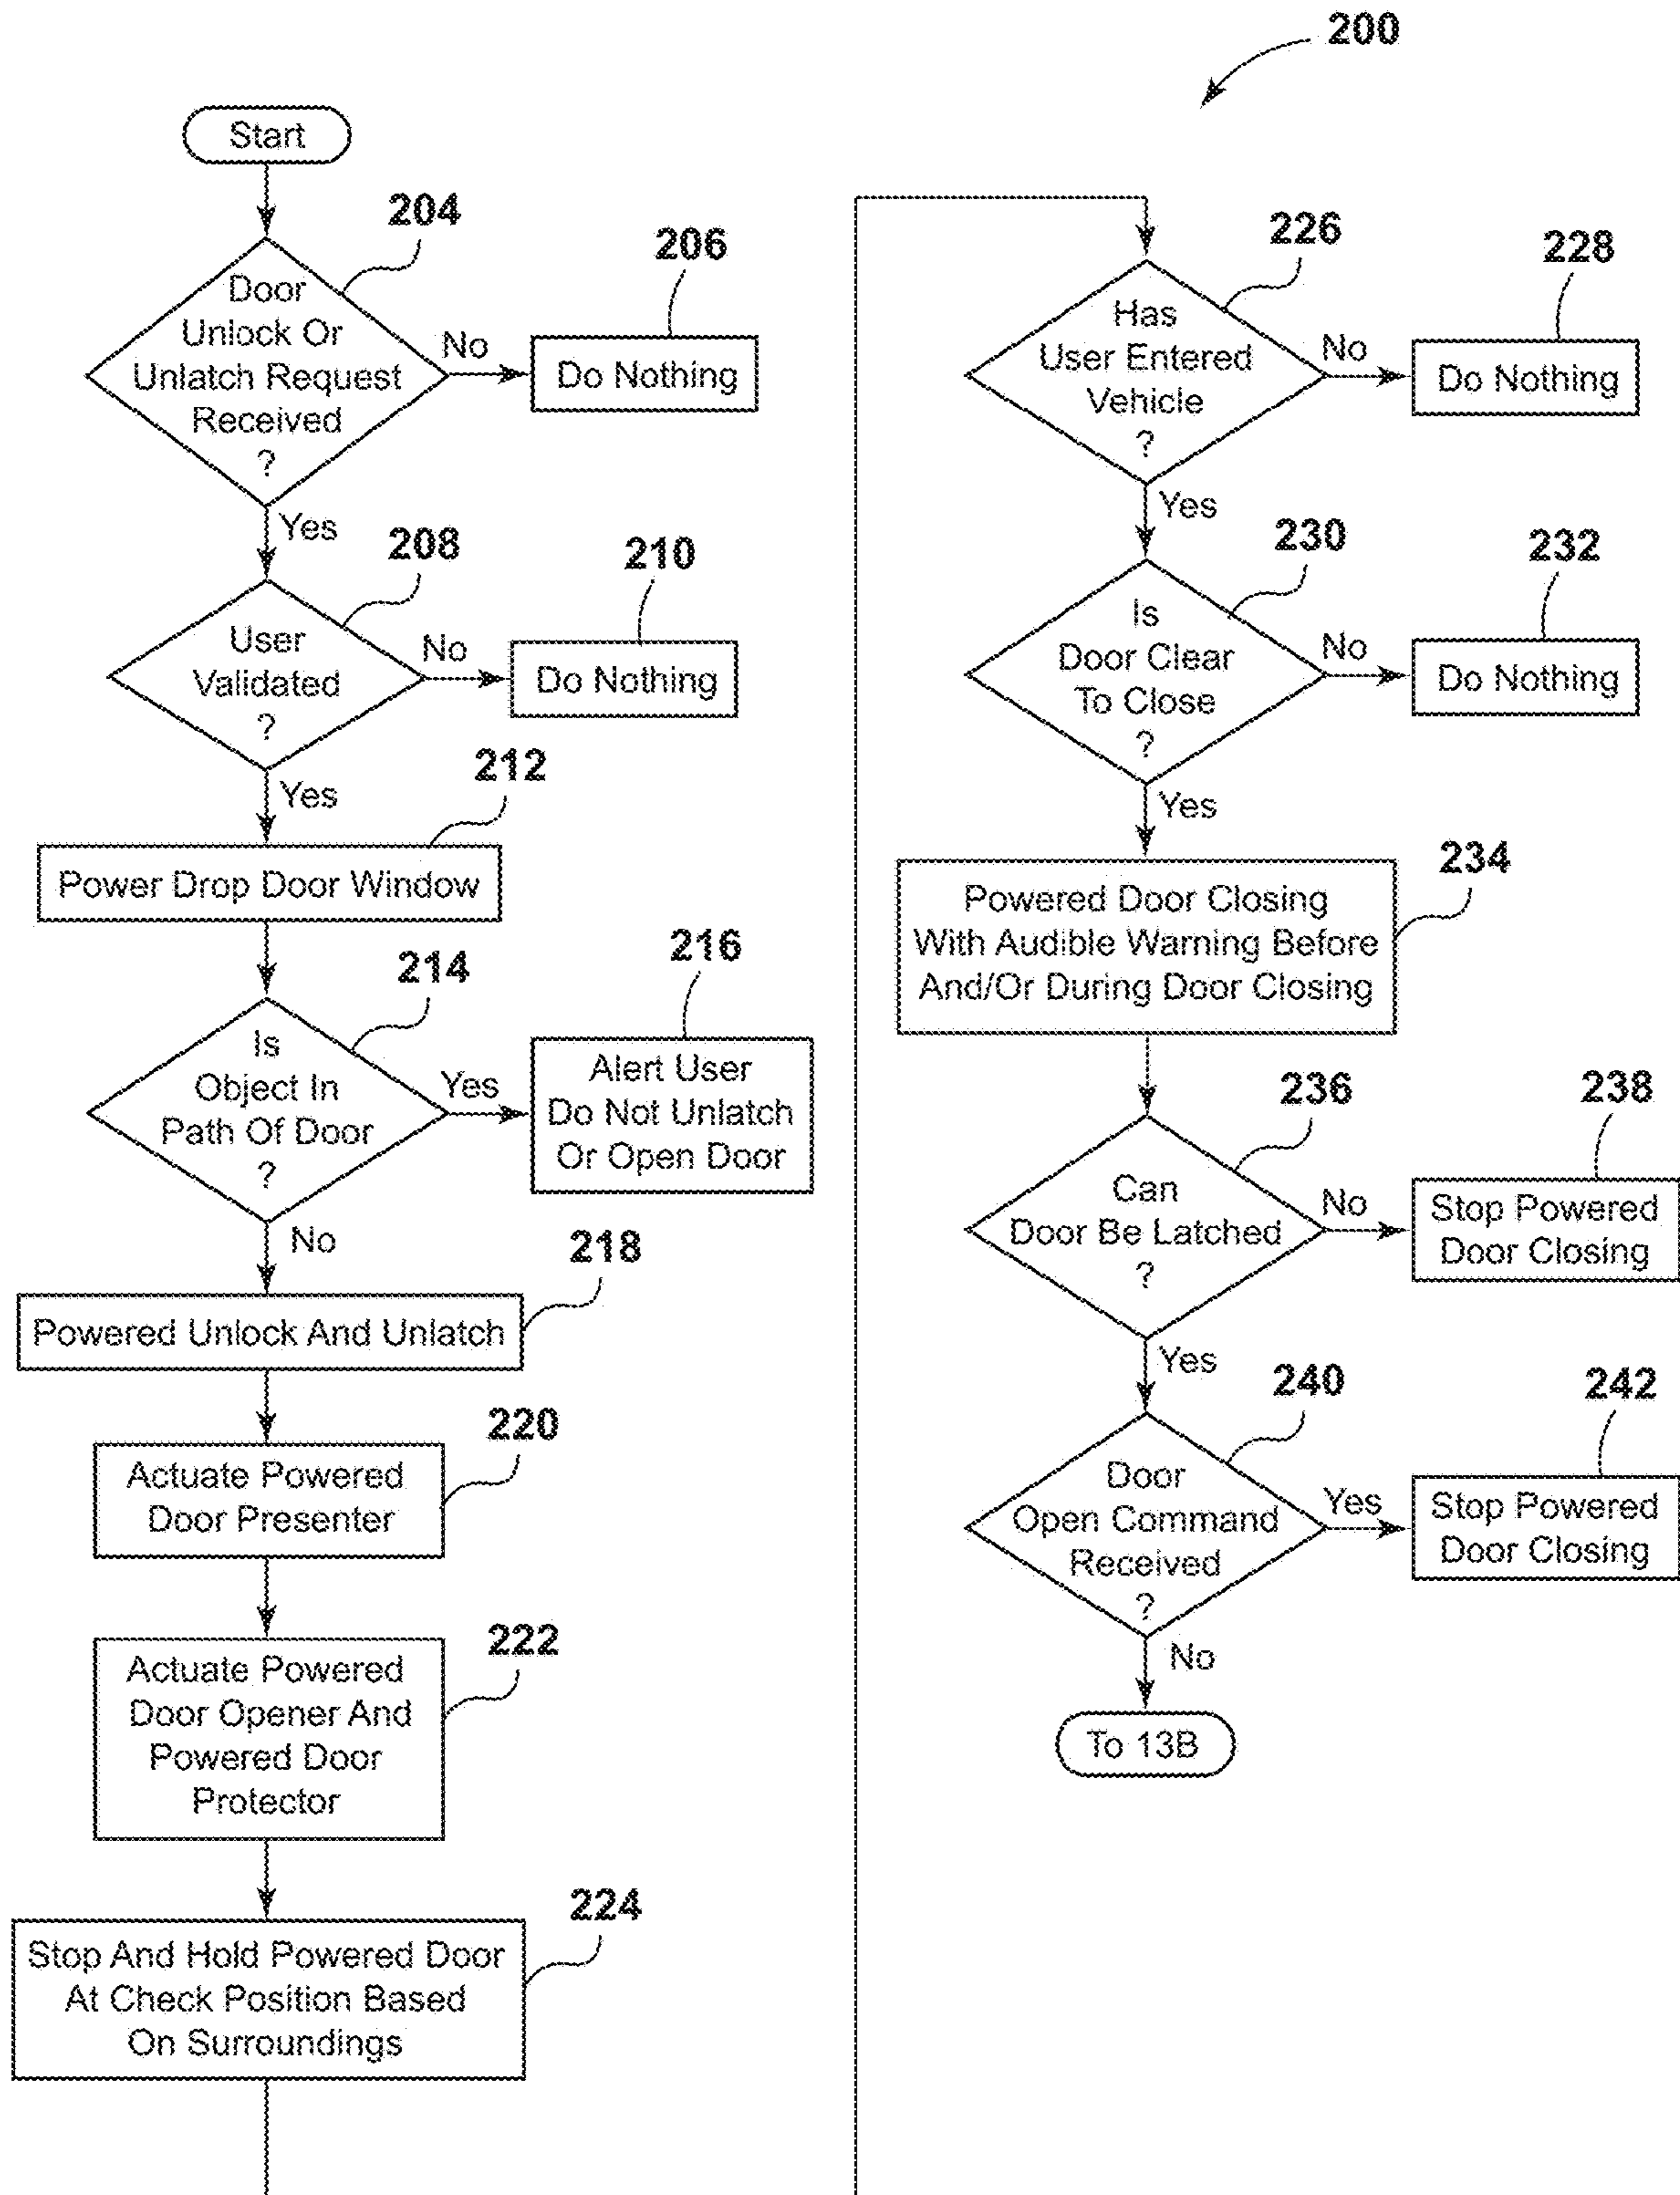 200
Start
204
Door
Unlock Or
Unlatch Request
Received
?
No
206
Do Nothing
Yes
208
User
Validated
?
No
210
Do Nothing
Yes
212
Power Drop Door Window
214
Is
Object In
Path Of Door
?
Yes
216
Alert User
Do Not Unlatch
Or Open Door
No
218
Powered Unlock And Unlatch
220
Actuate Powered
Door Presenter
222
Actuate Powered
Door Opener And
Powered Door
Protector
224
Stop And Hold Powered Door
At Check Position Based
On Surroundings
226
Has
User Entered
Vehicle
?
No
228
Do Nothing
Yes
230
Is
Door Clear
To Close
?
No
232
Do Nothing
Yes
234
Powered Door Closing
With Audible Warning Before
And/Or During Door Closing
236
Can
Door Be Latched
?
No
238
Stop Powered
Door Closing
Yes
240
Door
Open Command
Received
?
Yes
242
Stop Powered
Door Closing
No
To 13B